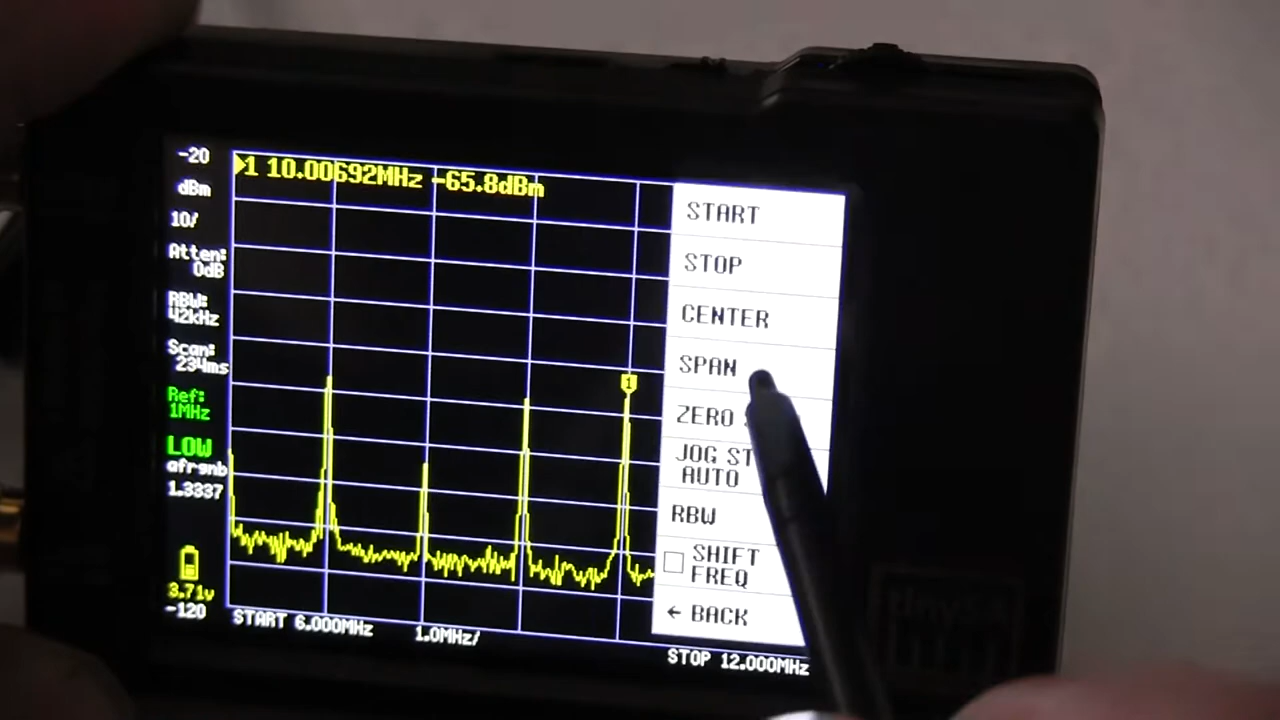 -20
dBm
10/
Atten:
0dB
RBW:
42kHz
Scan:
234ms
Ref:
1MHz
LOW
1.3337
3.71v
-120
1 10.00692MHz -65.8dBm
1
START 6.000MHz 1.0MHz/ STOP 12.000MHz
START
STOP
CENTER
SPAN
ZERO
JOG ST
AUTO
RBW
SHIFT
FREQ
← BACK